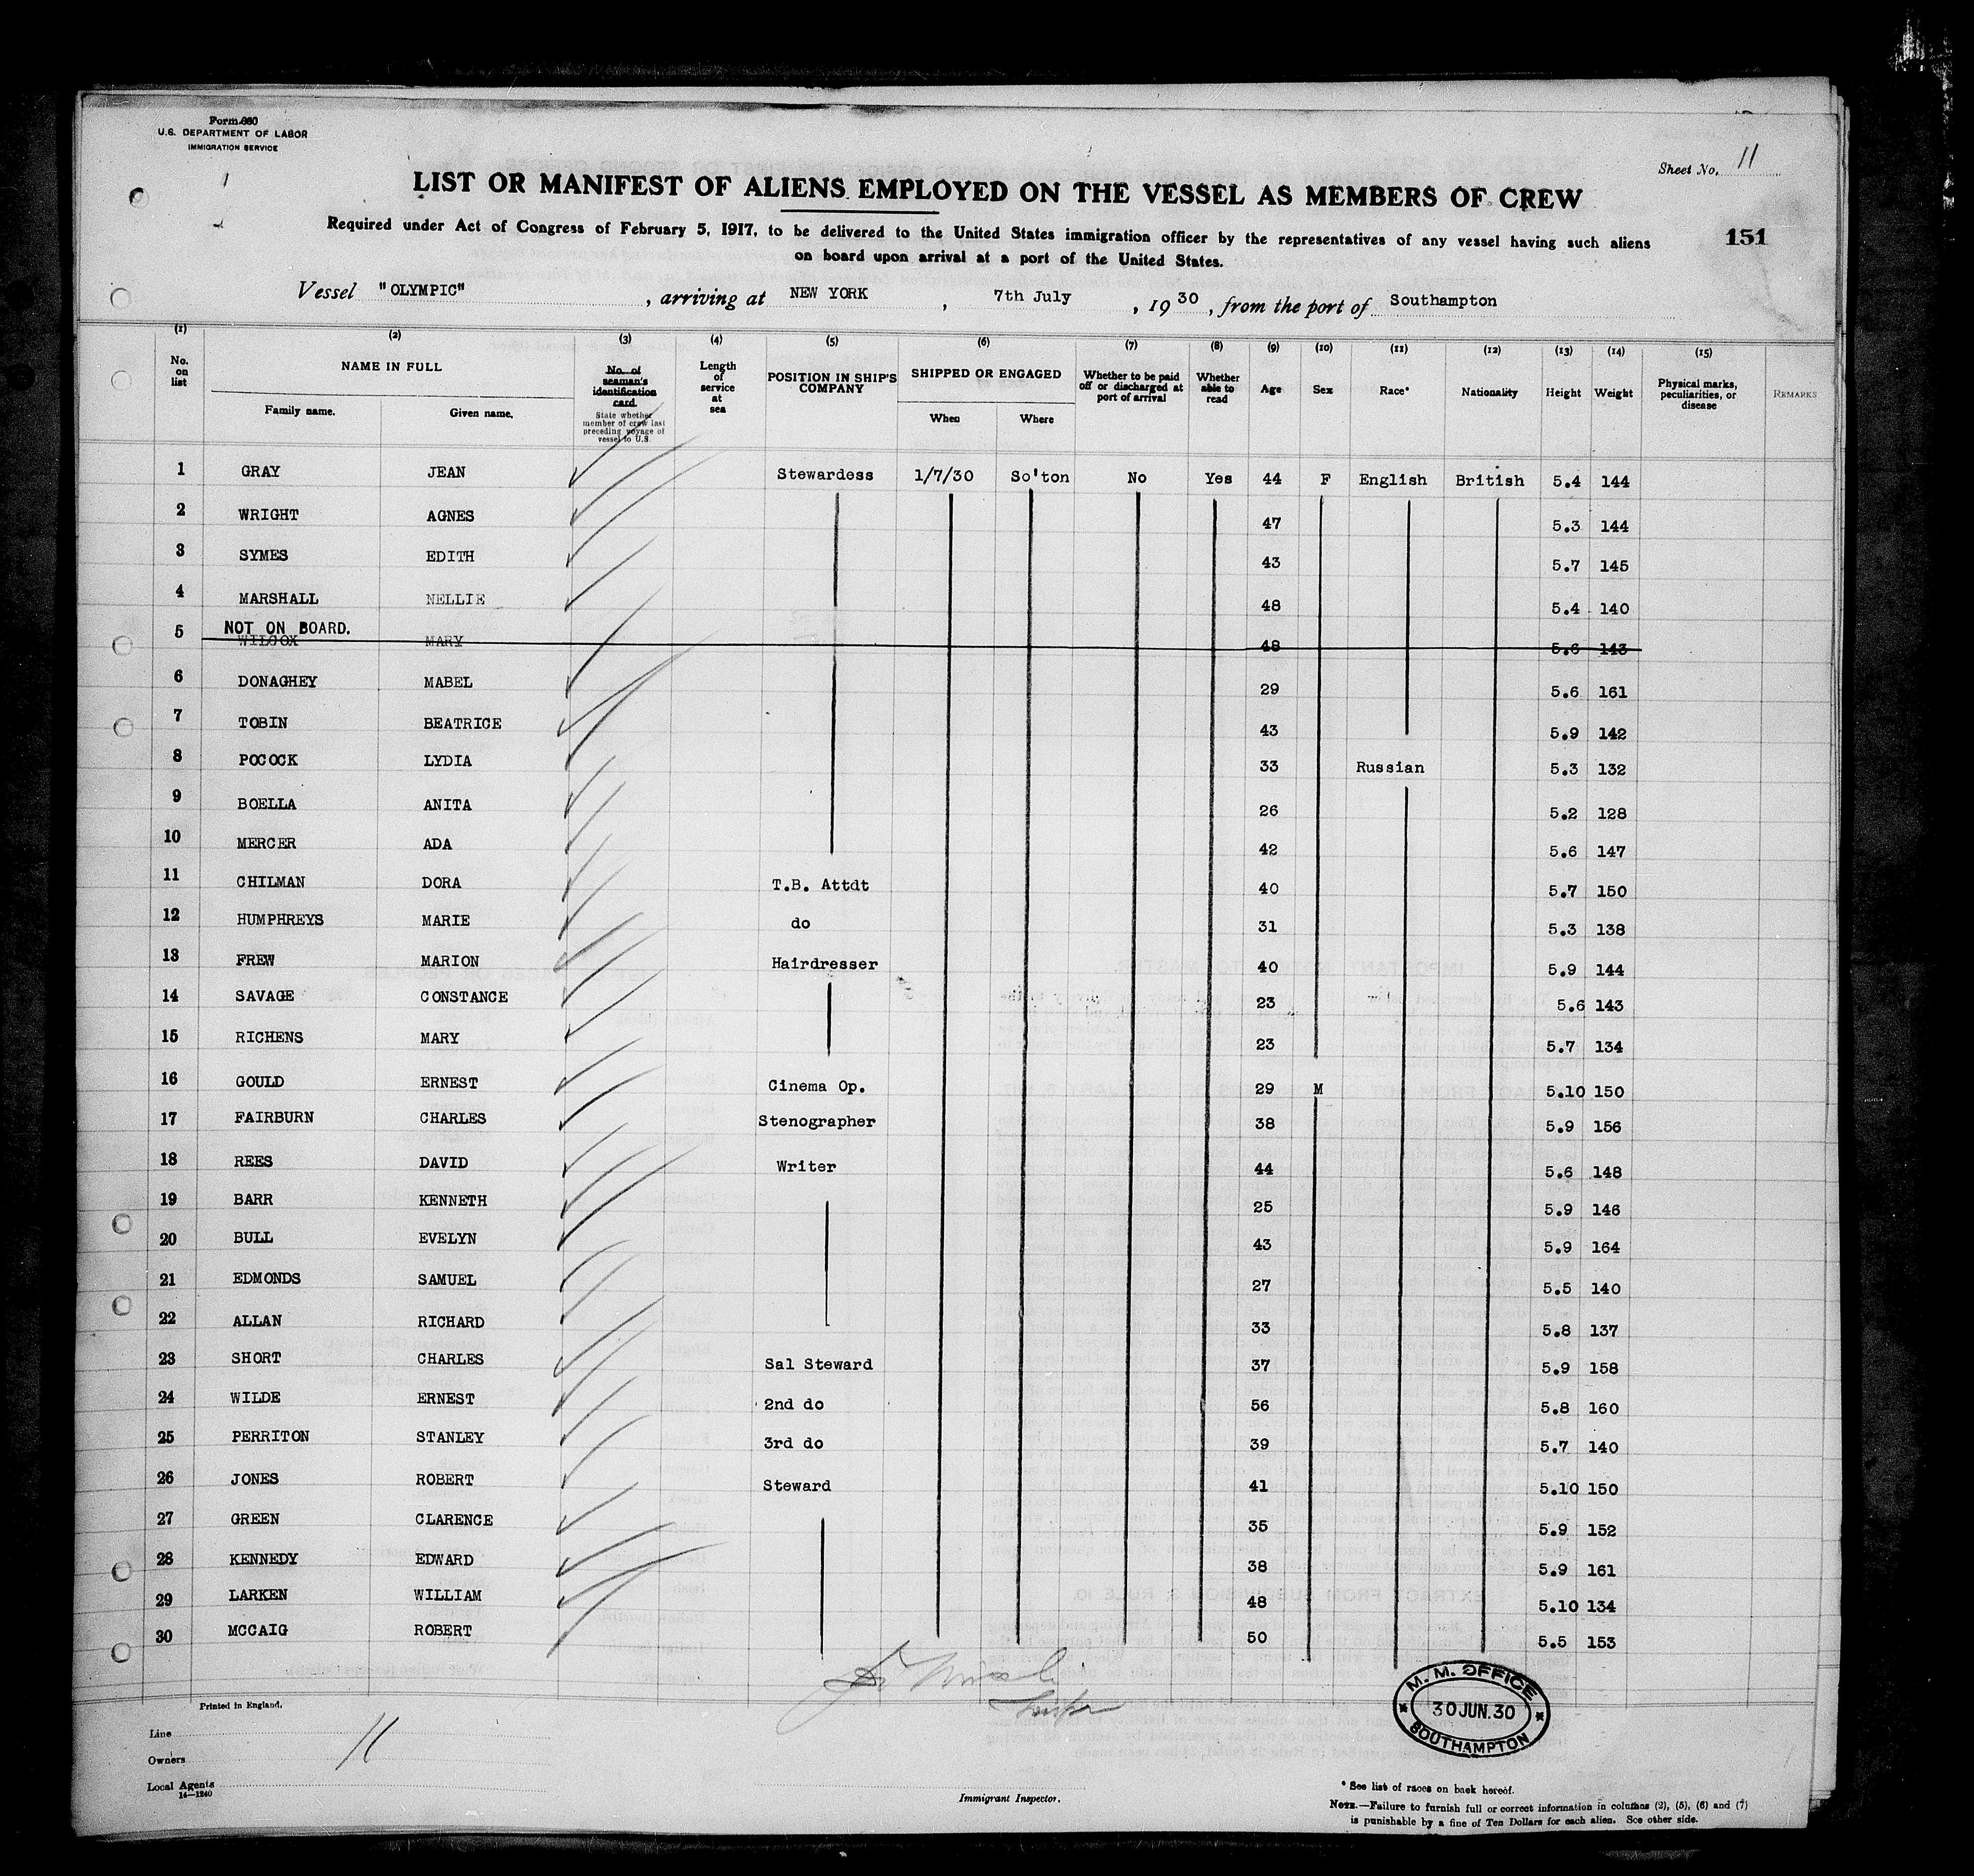 Form 680
U.S. DEPARTMENT OF LABOR
IMMIGRATION SERVICE
Sheet No. 11
LIST OR MANIFEST OF ALIENS EMPLOYED ON THE VESSEL AS MEMBERS OF CREW
Required under Act of Congress of February 5, 1917, to be delivered to the United States immigration officer by the representatives of any vessel having such aliens
on board upon arrival at a port of the United States.
151
Vessel "OLYMPIC", arriving at NEW YORK, 7th July, 1930, from the port of Southampton
(1) (2) (3) (4) (5) (6) (7) (8) (9) (10) (11) (12) (13) (14) (15)
No. on list NAME IN FULL Family name. Given name. No. of seaman's identification card. State whether member of crew last preceding voyage of vessel to U.S. Length of service at sea POSITION IN SHIP'S COMPANY SHIPPED OR ENGAGED When Where Whether to be paid off or discharged at port of arrival Whether able to read Age Sex Race* Nationality Height Weight Physical marks, peculiarities, or disease REMARKS
1 GRAY JEAN Stewardess 1/7/30 So'ton No Yes 44 F English British 5.4 144
2 WRIGHT AGNES 47 5.3 144
3 SYMES EDITH 43 5.7 145
4 MARSHALL NELLIE 48 5.4 140
NOT ON BOARD.
5 WILCOX MARY 48 5.6 143
6 DONAGHEY MABEL 29 5.6 161
7 TOBIN BEATRICE 43 5.9 142
8 POCOCK LYDIA 33 Russian 5.3 132
9 BOELLA ANITA 26 5.2 128
10 MERCER ADA 42 5.6 147
11 CHILMAN DORA T.B. Attdt 40 5.7 150
12 HUMPHREYS MARIE do 31 5.3 138
13 FREW MARION Hairdresser 40 5.9 144
14 SAVAGE CONSTANCE 23 5.6 143
15 RICHENS MARY 23 5.7 134
16 GOULD ERNEST Cinema Op. 29 M 5.10 150
17 FAIRBURN CHARLES Stenographer 38 5.9 156
18 REES DAVID Writer 44 5.6 148
19 BARR KENNETH 25 5.9 146
20 BULL EVELYN 43 5.9 164
21 EDMONDS SAMUEL 27 5.5 140
22 ALLAN RICHARD 33 5.8 137
23 SHORT CHARLES Sal Steward 37 5.9 158
24 WILDE ERNEST 2nd do 56 5.8 160
25 PERRITON STANLEY 3rd do 39 5.7 140
26 JONES ROBERT Steward 41 5.10 150
27 GREEN CLARENCE 35 5.9 152
28 KENNEDY EDWARD 38 5.9 161
29 LARKEN WILLIAM 48 5.10 134
30 MCCAIG ROBERT 50 5.5 153
Printed in England.
M. M. OFFICE
30 JUN. 30
SOUTHAMPTON
Line
11
Owners
Local Agents
14—1240
Immigrant Inspector.
* See list of races on back hereof.
NOTE.—Failure to furnish full or correct information in columns (2), (5), (6) and (7)
is punishable by a fine of Ten Dollars for each alien. See other side.